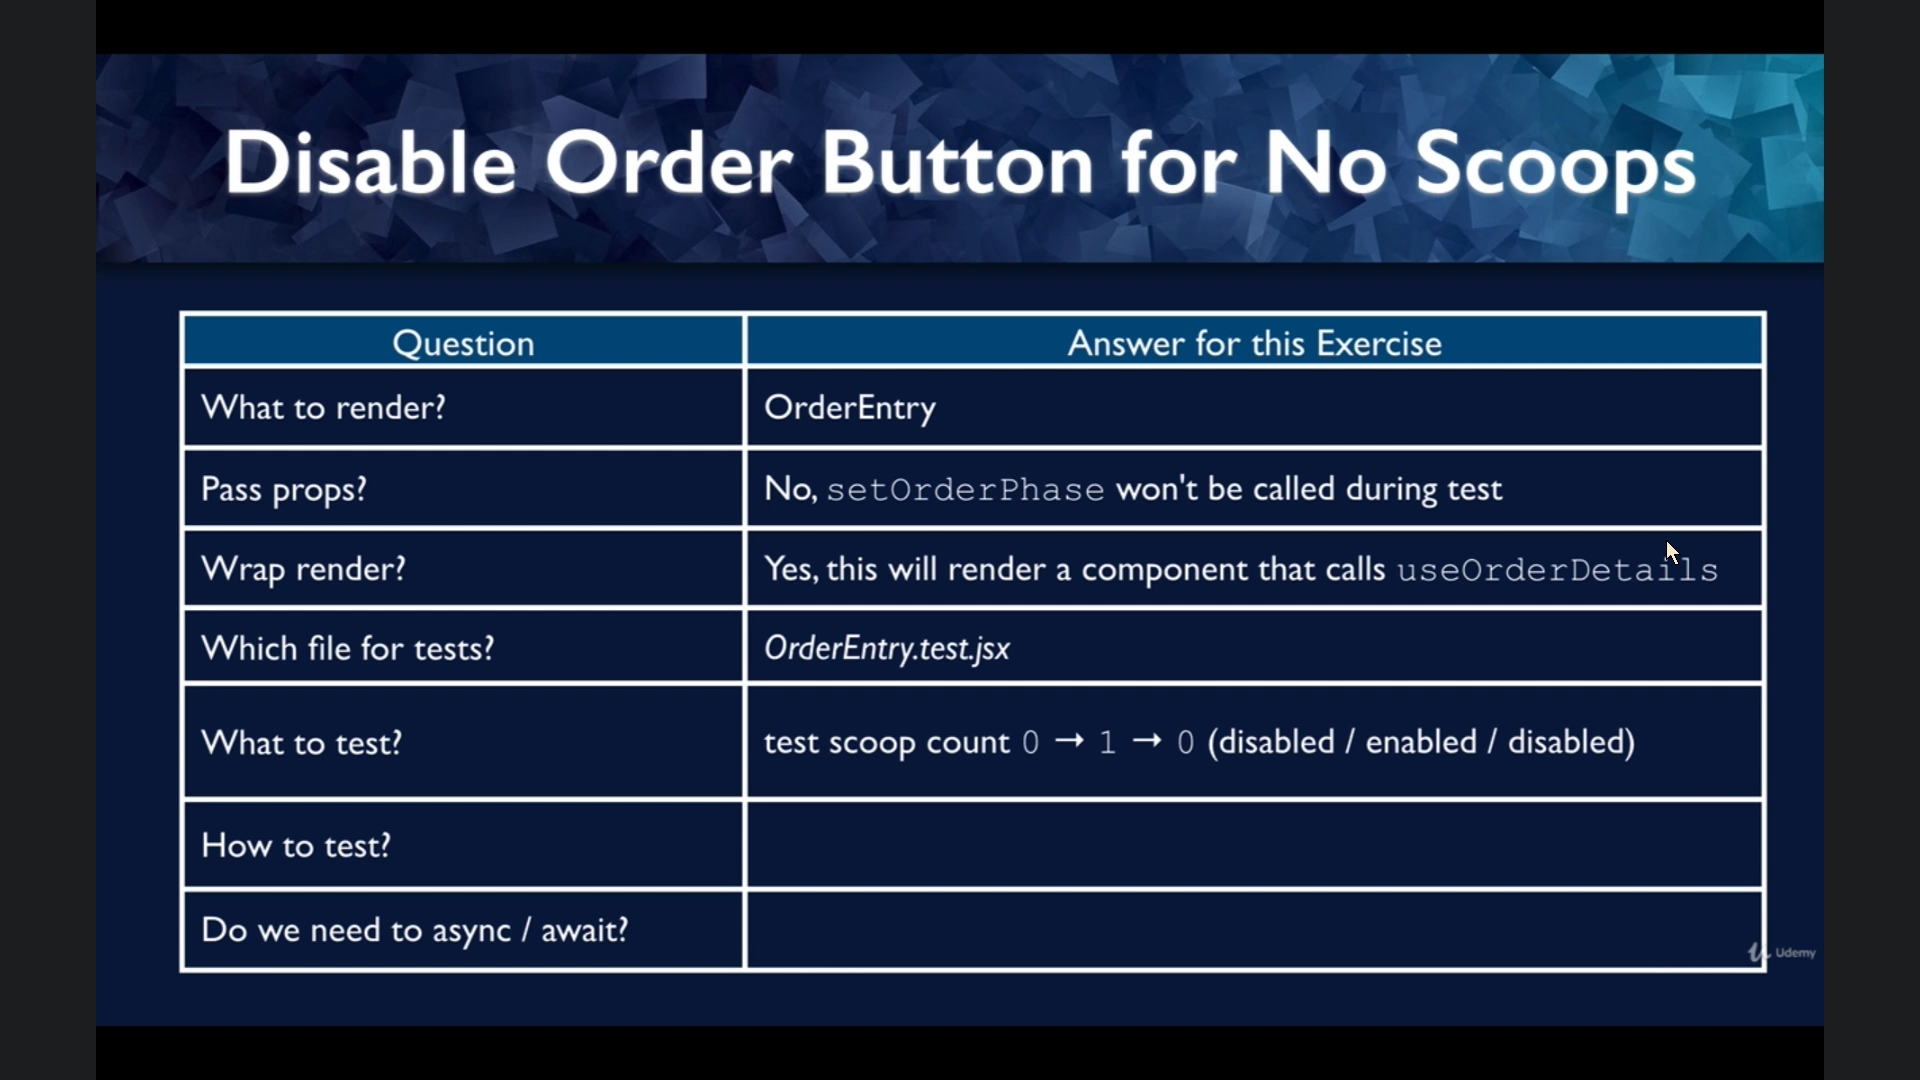 Disable Order Button for No Scoops
Question
Answer for this Exercise
What to render?
OrderEntry
Pass props?
No, setOrderPhase won't be called during test
Wrap render?
Yes, this will render a component that calls useOrderDetails
Which file for tests?
OrderEntry.test.jsx
What to test?
test scoop count 0 → 1 → 0 (disabled / enabled / disabled)
How to test?
Do we need to async / await?
Udemy